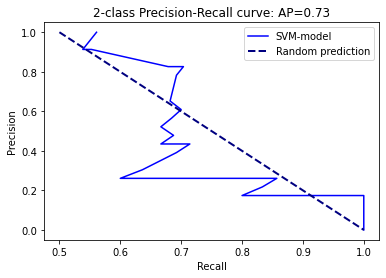 2-class Precision-Recall curve: AP=0.73
SVM-model
Random prediction
Precision
1.0
0.8
0.6
0.4
0.2
0.0
0.5
0.6
0.7
0.8
0.9
1.0
Recall